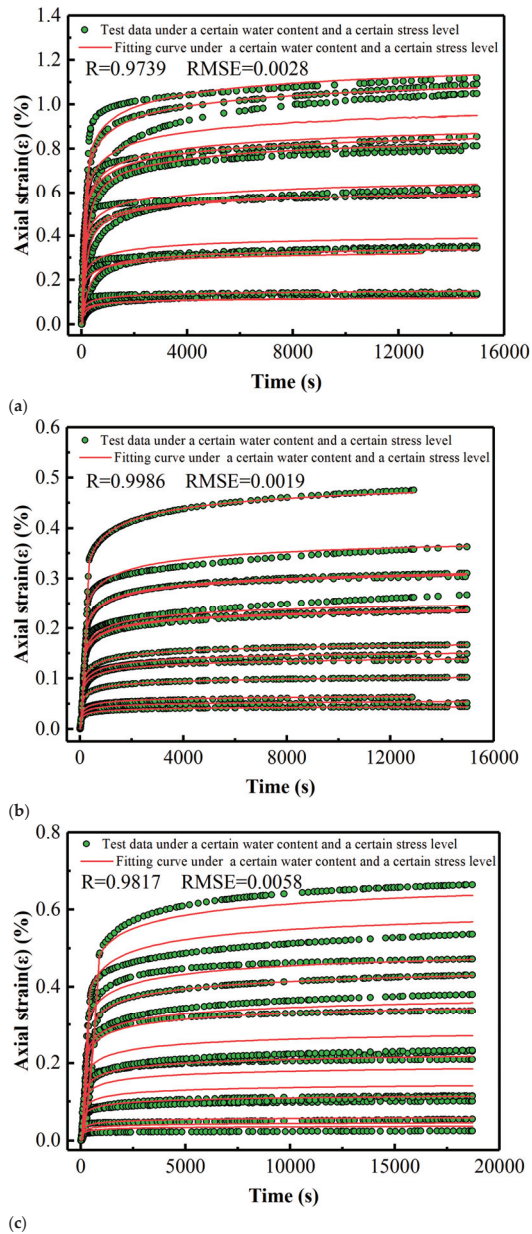 1.4
Test data under a certain water content and a certain stress level
Fitting curve under a certain water content and a certain stress level
1.2
R=0.9739 RMSE=0.0028
1.0
0.8
0.6
0.4
0.2
0.0
Axial strain(ε) (%)
0 4000 8000 12000 16000
Time (s)
(a)
0.6
Test data under a certain water content and a certain stress level
Fitting curve under a certain water content and a certain stress level
R=0.9986 RMSE=0.0019
0.5
0.4
0.3
0.2
0.1
0.0
Axial strain(ε) (%)
0 4000 8000 12000 16000
Time (s)
(b)
0.8
Test data under a certain water content and a certain stress level
Fitting curve under a certain water content and a certain stress level
R=0.9817 RMSE=0.0058
0.6
0.4
0.2
0.0
Axial strain(ε) (%)
0 5000 10000 15000 20000
Time (s)
(c)